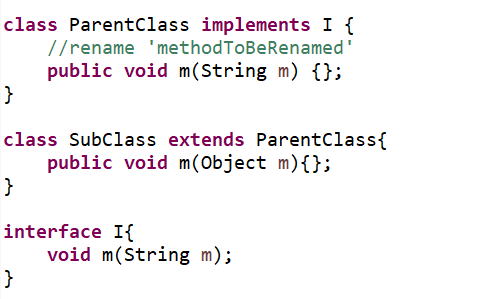 class ParentClass implements I {
    //rename 'methodToBeRenamed'
    public void m(String m) {};
}
class SubClass extends ParentClass{
    public void m(Object m){};
}
interface I{
    void m(String m);
}